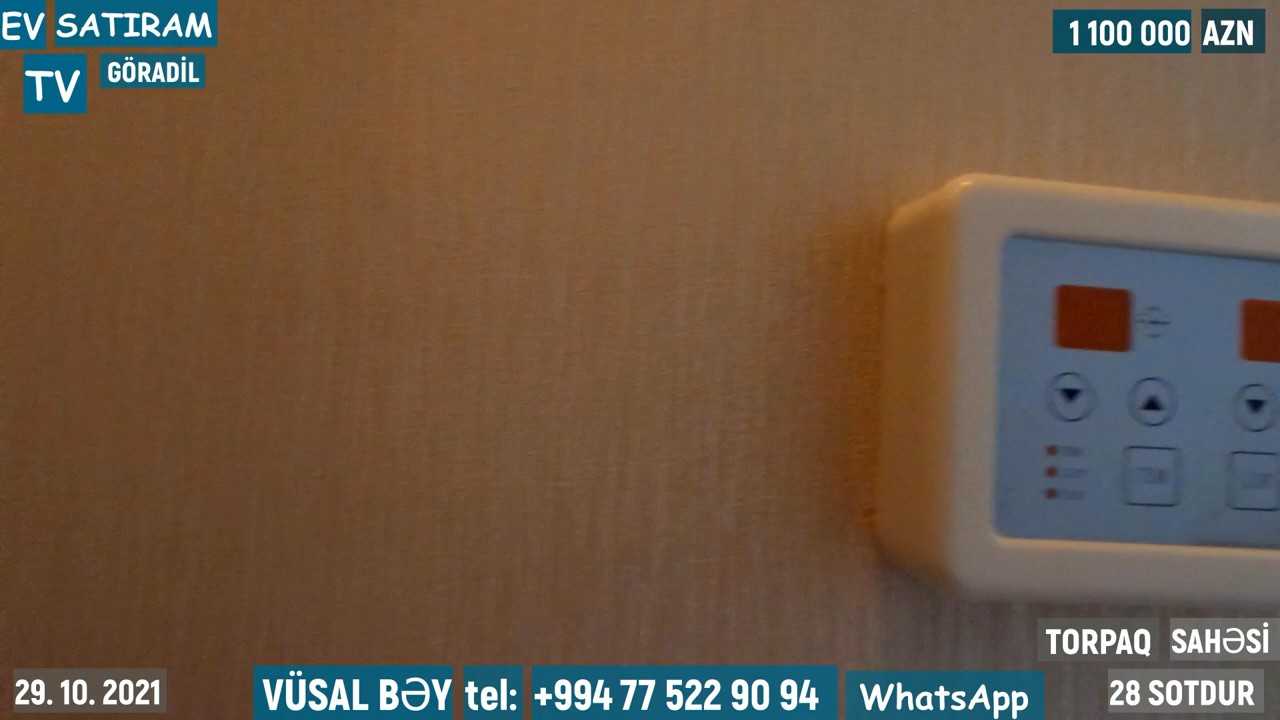 EV SATIRAM
TV GÖRADİL
1 100 000 AZN
TORPAQ SAHƏSİ
28 SOTDUR
29. 10. 2021
VÜSAL BƏY tel: +994 77 522 90 94 WhatsApp